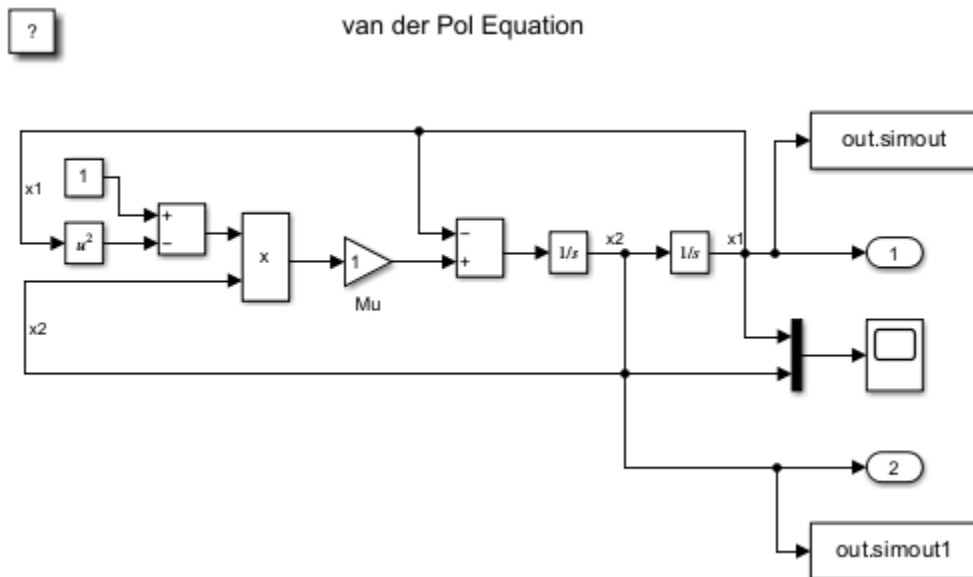 ?
van der Pol Equation
out.simout
x1
1
+
−
u²
x
−
+
1
Mu
1/s
x2
1/s
x1
1
x2
2
out.simout1